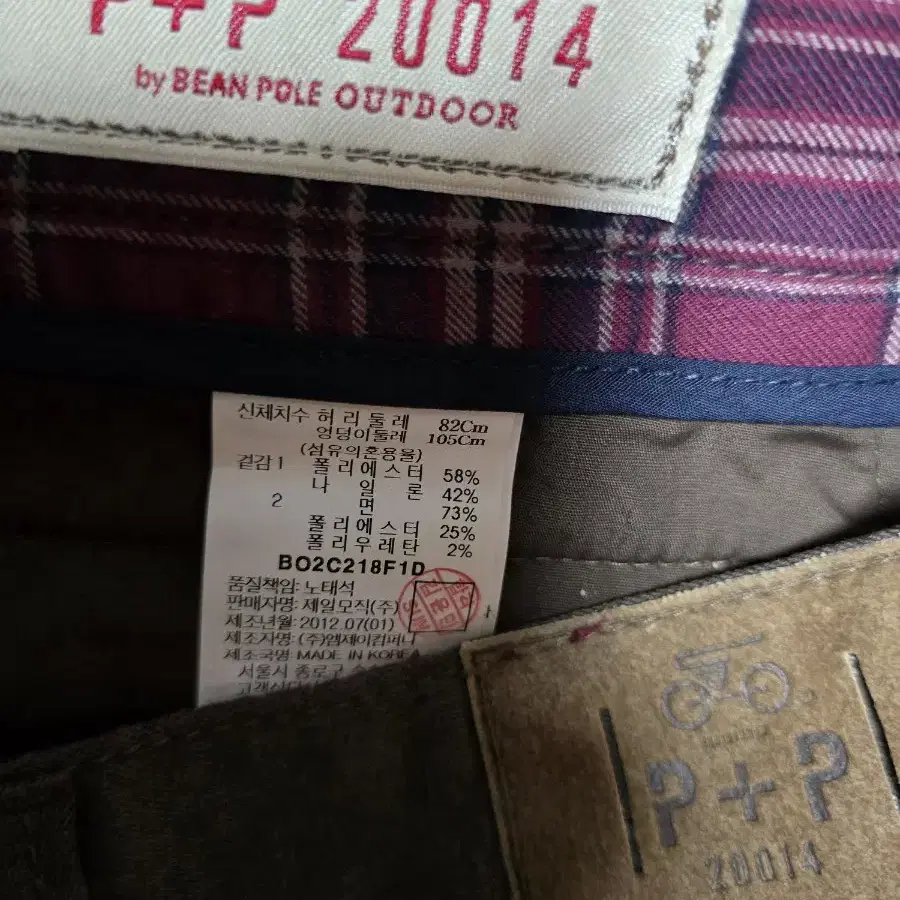 ?+? 20014
by BEAN POLE OUTDOOR
신체치수 허리둘레 82Cm
엉덩이둘레 105Cm
(섬유의혼용율)
겉감1 폴리에스터 58%
나일론 42%
2 면 73%
폴리에스터 25%
폴리우레탄 2%
BO2C218F1D
품질책임: 노태석
판매자명: 제일모직(주)
제조년월: 2012.07(01)
제조자명: (주)엠제이컴퍼니
제조국명 MADE IN KOREA
서울시 종로구
?+?
20014